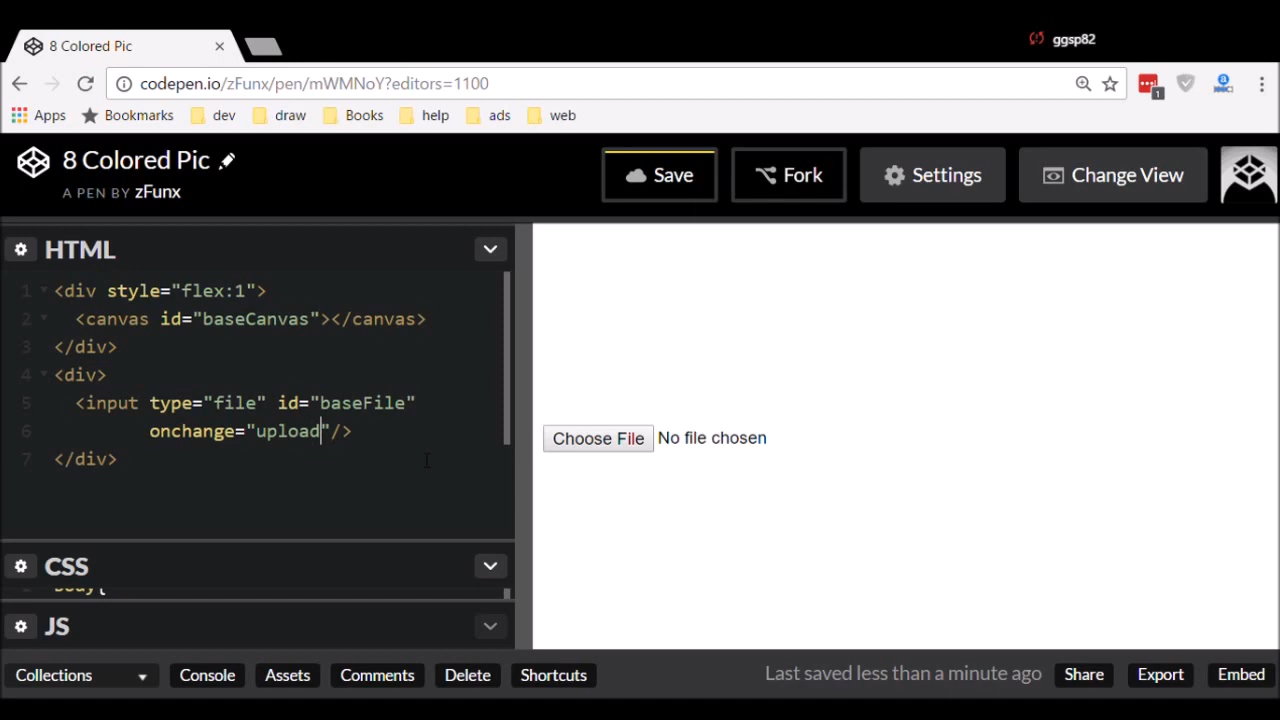 8 Colored Pic
ggsp82
codepen.io/zFunx/pen/mWMNoY?editors=1100
1
Apps Bookmarks dev draw Books help ads web
8 Colored Pic
A PEN BY zFunx
Save Fork Settings Change View
HTML
1 <div style="flex:1">
2 <canvas id="baseCanvas"></canvas>
3 </div>
4 <div>
5 <input type="file" id="baseFile"
6 onchange="upload"/>
7 </div>
Choose File No file chosen
CSS
JS
Collections Console Assets Comments Delete Shortcuts Last saved less than a minute ago Share Export Embed